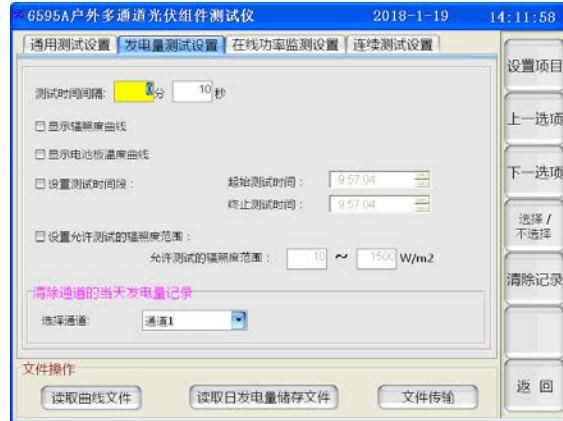 6595A户外多通道光伏组件测试仪 2018-1-19 14:11:58
通用测试设置 发电量测试设置 在线功率监测设置 连续测试设置
设置项目
测试时间间隔: 0分 10秒
显示辐照度曲线
上一选项
显示电池板温度曲线
设置测试时间段: 起始测试时间: 9:57:04
下一选项
终止测试时间: 9:57:04
选择/
不选择
设置允许测试的辐照度范围:
允许测试的辐照度范围: 10 ~ 1500 W/m2
清除记录
清除通道的当天发电量记录
选择通道: 通道1
文件操作
读取曲线文件 读取日发电量储存文件 文件传输
返 回